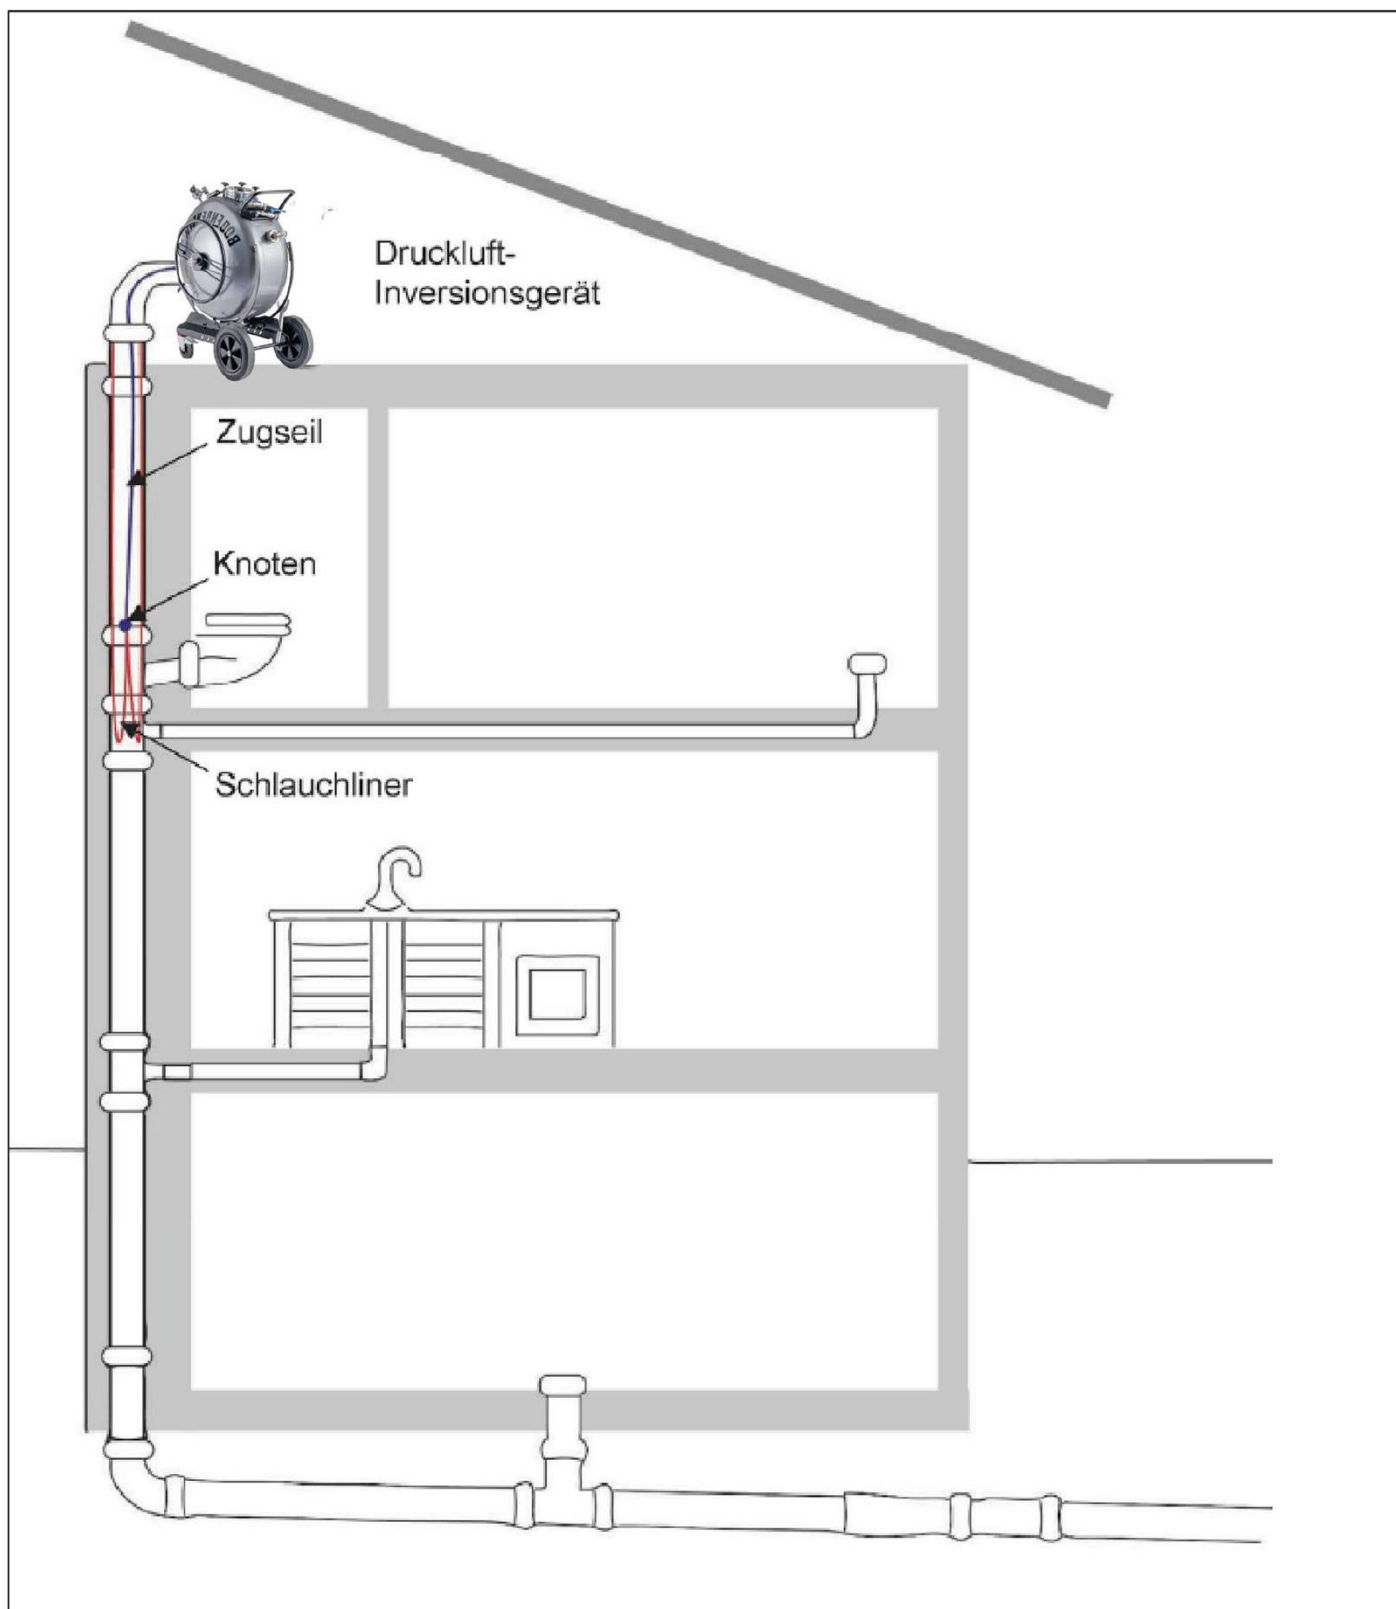 Druckluft-
Inversionsgerät
Zugseil
Knoten
Schlauchliner